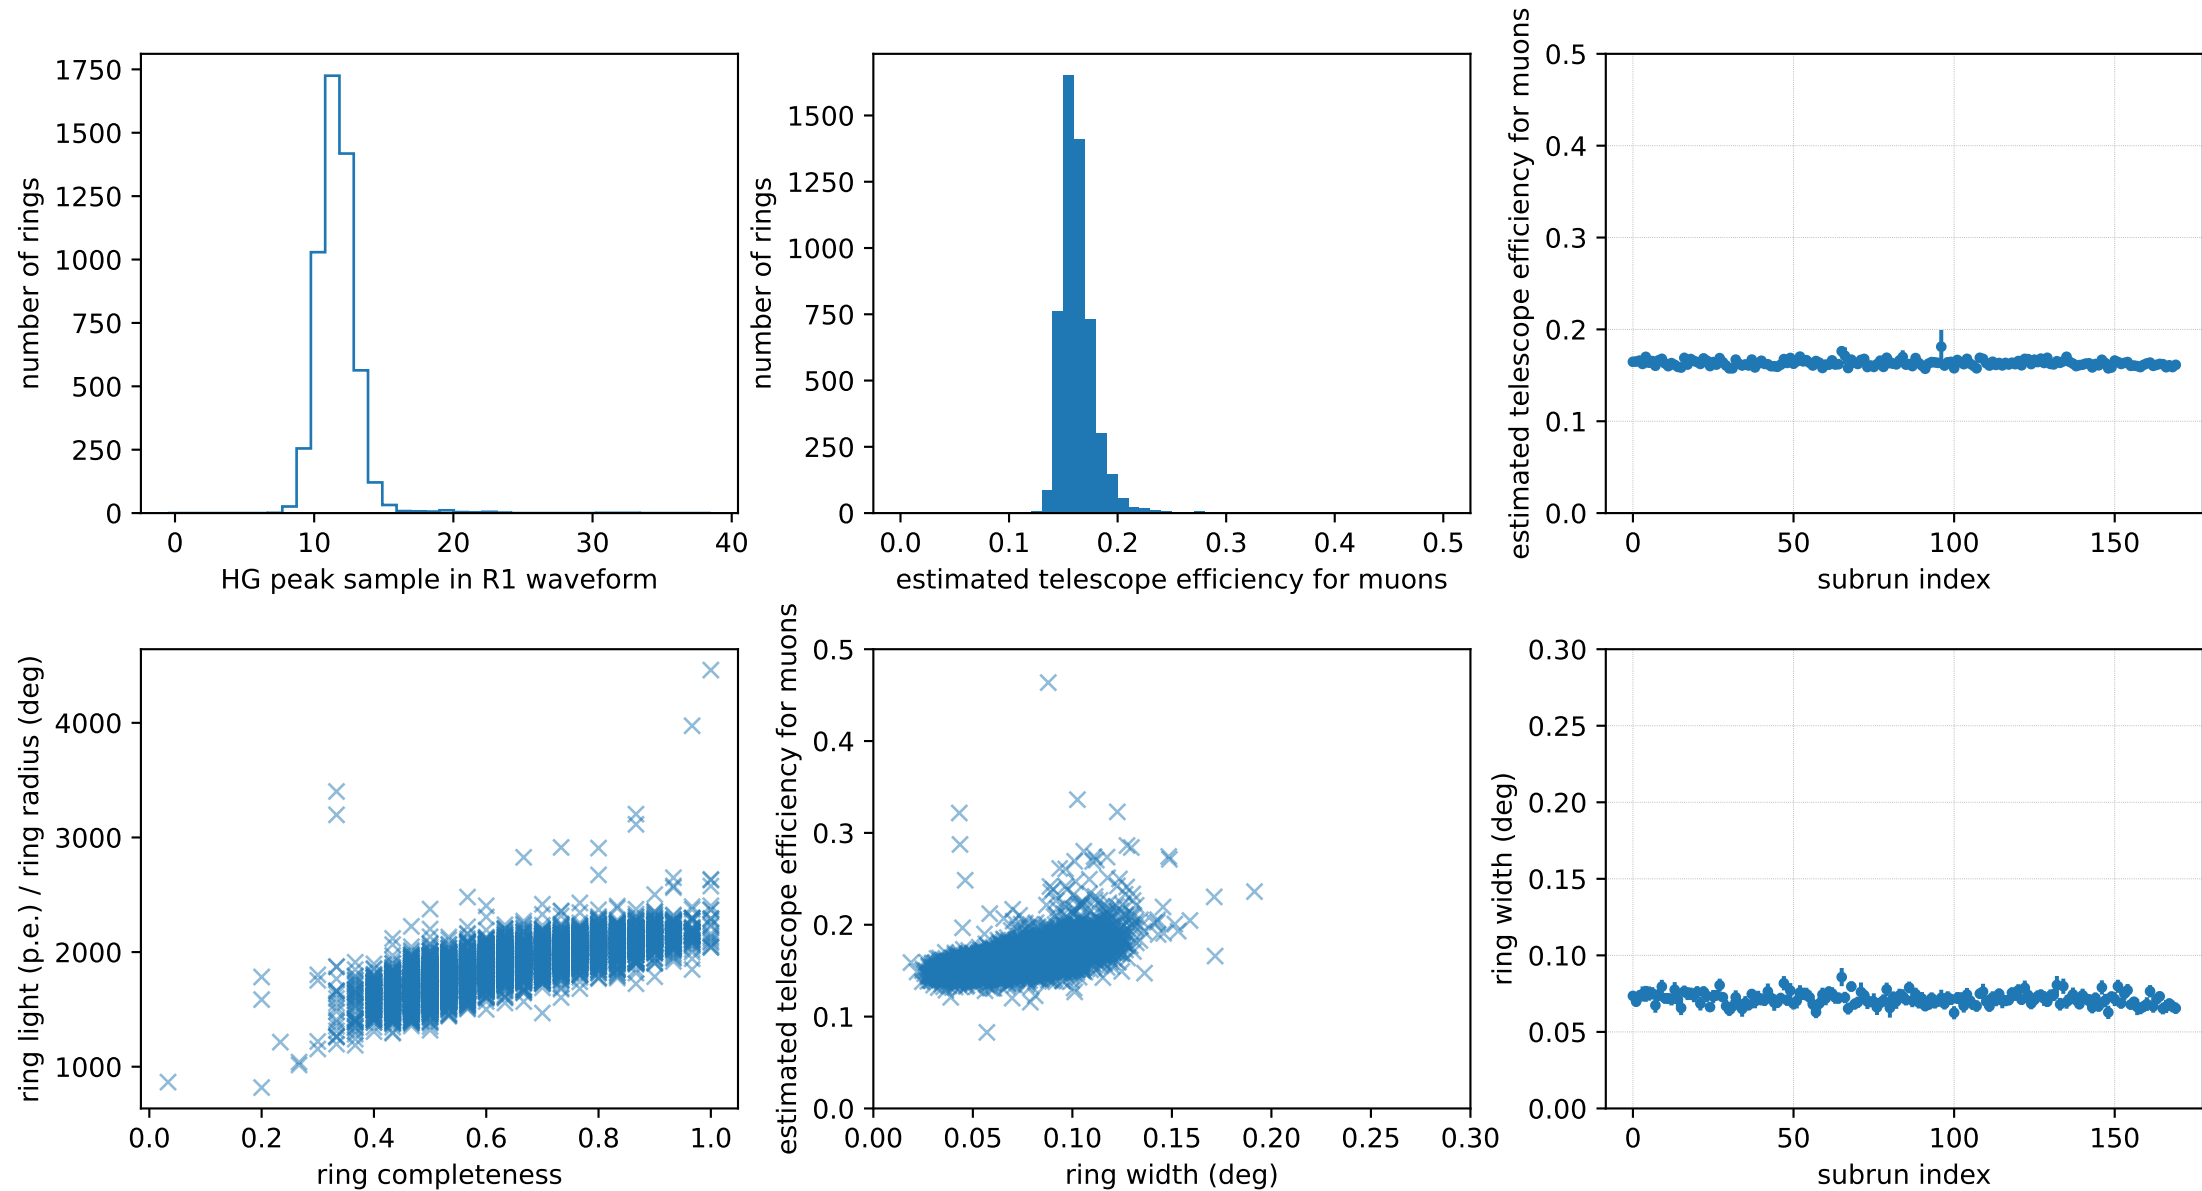 number of rings
1750
1500
1250
1000
750
500
250
0
0 10 20 30 40
HG peak sample in R1 waveform
number of rings
1500
1250
1000
750
500
250
0
0.0 0.1 0.2 0.3 0.4 0.5
estimated telescope efficiency for muons
estimated telescope efficiency for muons
0.5
0.4
0.3
0.2
0.1
0.0
0 50 100 150
subrun index
ring light (p.e.) / ring radius (deg)
4000
3000
2000
1000
0.0 0.2 0.4 0.6 0.8 1.0
ring completeness
estimated telescope efficiency for muons
0.5
0.4
0.3
0.2
0.1
0.0
0.00 0.05 0.10 0.15 0.20 0.25 0.30
ring width (deg)
ring width (deg)
0.30
0.25
0.20
0.15
0.10
0.05
0.00
0 50 100 150
subrun index